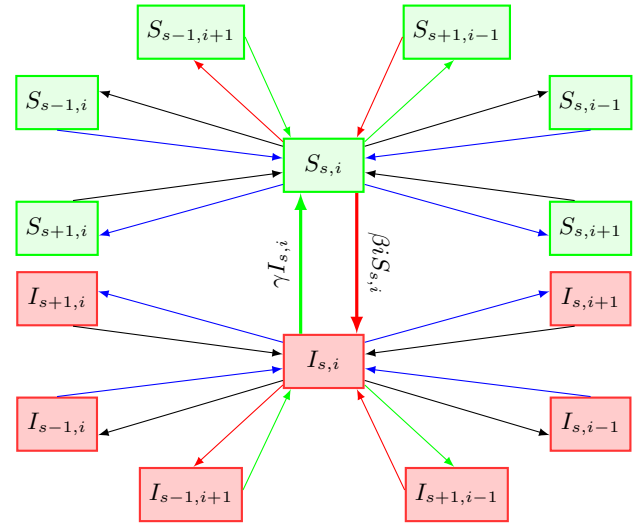 S_{s−1,i+1}
S_{s+1,i−1}
S_{s−1,i}
S_{s,i−1}
S_{s,i}
S_{s+1,i}
S_{s,i+1}
γI_{s,i}
βiS_{s,i}
I_{s+1,i}
I_{s,i+1}
I_{s,i}
I_{s−1,i}
I_{s,i−1}
I_{s−1,i+1}
I_{s+1,i−1}